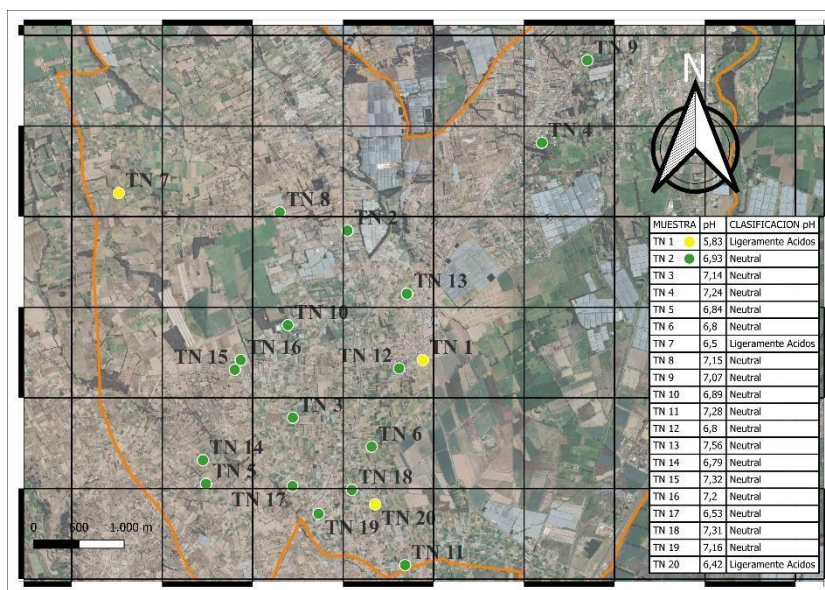 N
TN 9
TN 4
TN 7
TN 8
TN 2
TN 13
TN 10
TN 16
TN 15
TN 12
TN 1
TN 3
TN 6
TN 14
TN 5
TN 17
TN 18
TN 20
TN 19
TN 11
0 500 1.000 m
MUESTRA pH CLASIFICACION pH
TN 1 5,83 Ligeramente Acidos
TN 2 6,93 Neutral
TN 3 7,14 Neutral
TN 4 7,24 Neutral
TN 5 6,84 Neutral
TN 6 6,8 Neutral
TN 7 6,5 Ligeramente Acidos
TN 8 7,15 Neutral
TN 9 7,07 Neutral
TN 10 6,89 Neutral
TN 11 7,28 Neutral
TN 12 6,8 Neutral
TN 13 7,56 Neutral
TN 14 6,79 Neutral
TN 15 7,32 Neutral
TN 16 7,2 Neutral
TN 17 6,53 Neutral
TN 18 7,31 Neutral
TN 19 7,16 Neutral
TN 20 6,42 Ligeramente Acidos